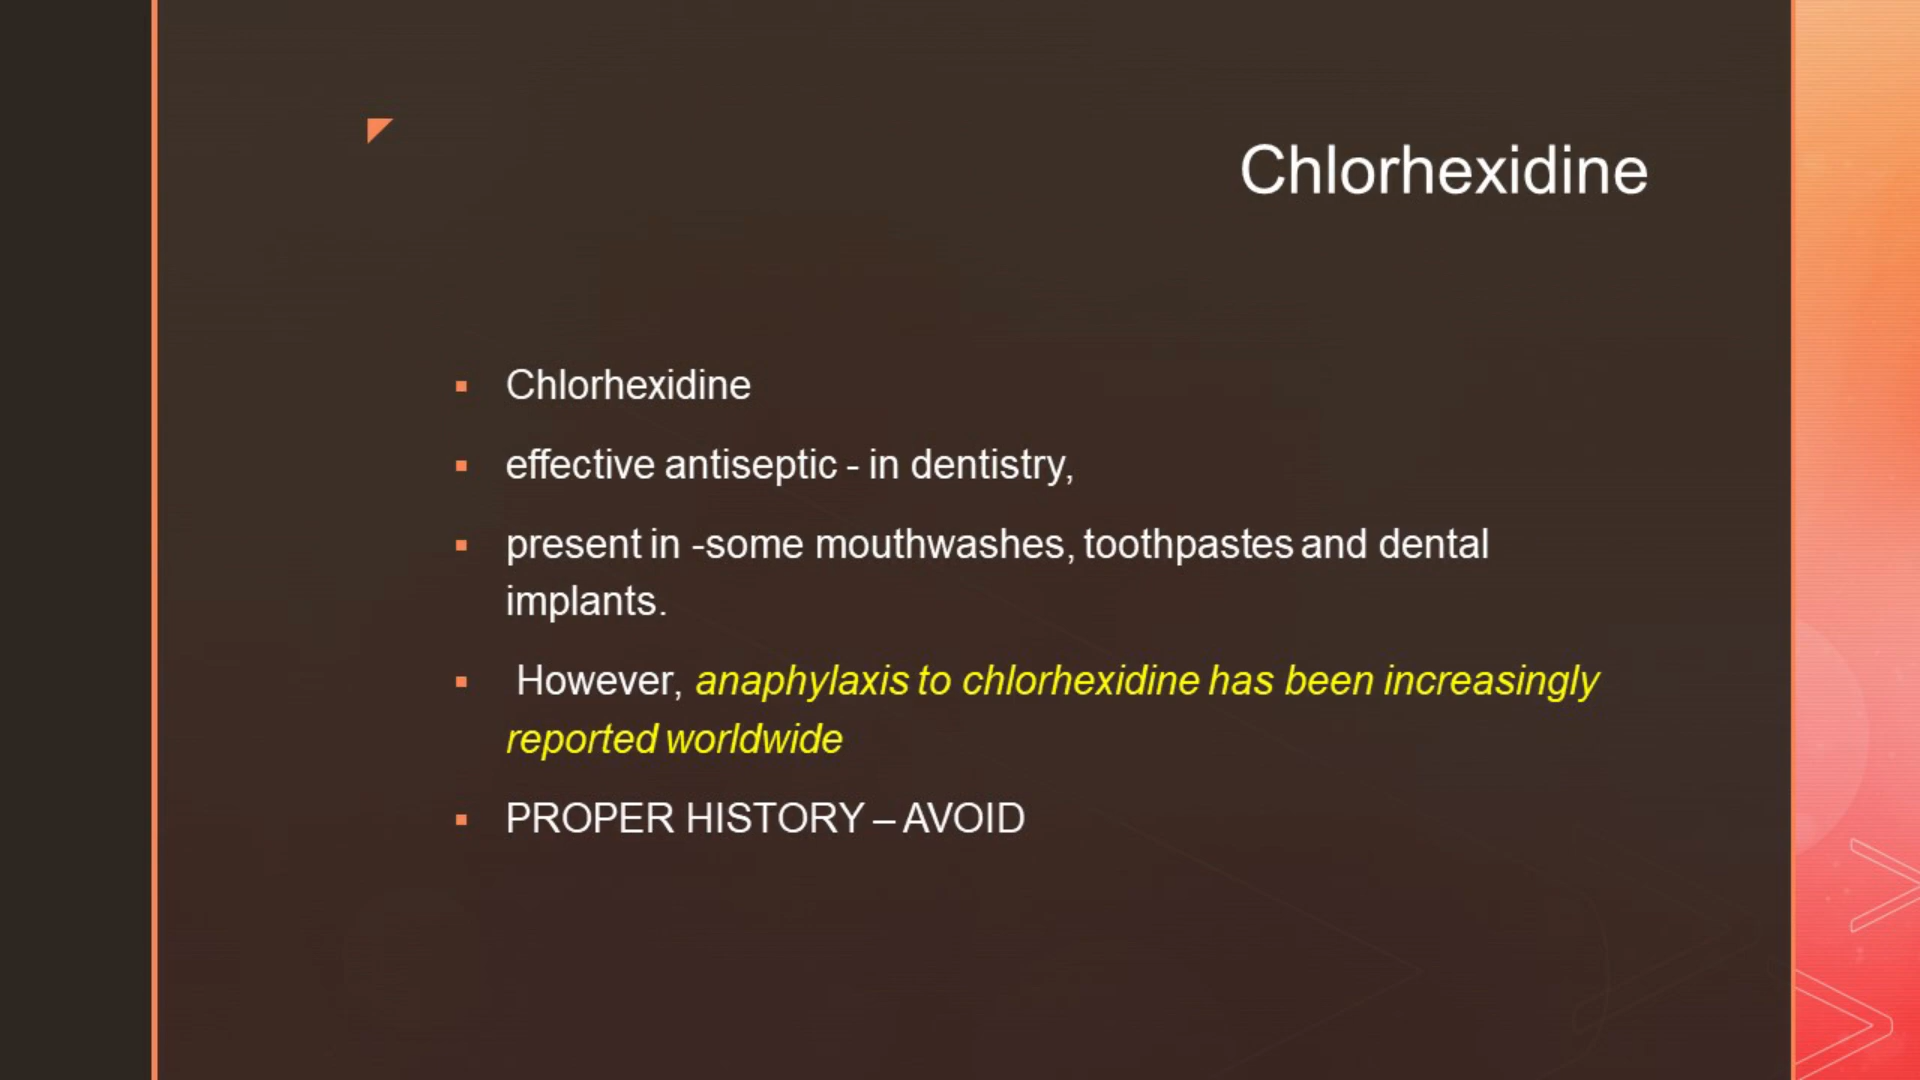 Chlorhexidine
Chlorhexidine
effective antiseptic - in dentistry,
present in -some mouthwashes, toothpastes and dental
implants.
However, anaphylaxis to chlorhexidine has been increasingly
reported worldwide
PROPER HISTORY – AVOID